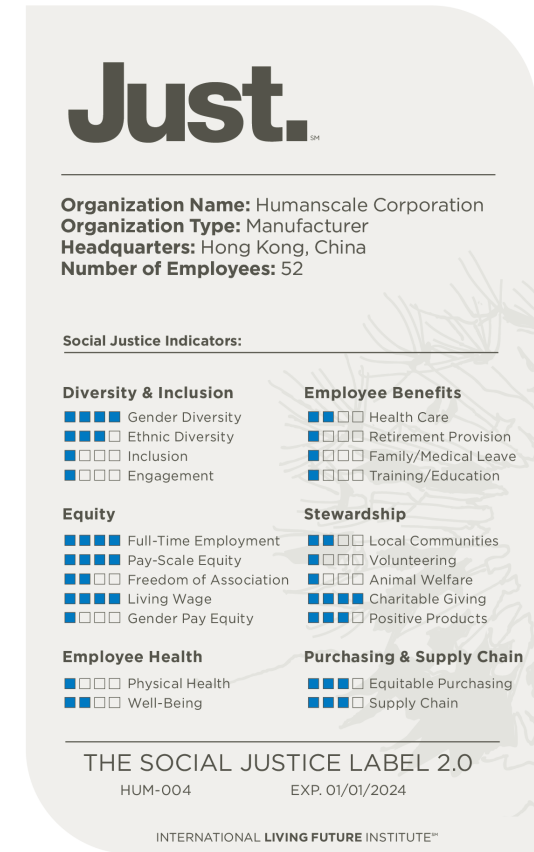 Just.℠
Organization Name: Humanscale Corporation
Organization Type: Manufacturer
Headquarters: Hong Kong, China
Number of Employees: 52
Social Justice Indicators:
Diversity & Inclusion
Gender Diversity
Ethnic Diversity
Inclusion
Engagement
Equity
Full-Time Employment
Pay-Scale Equity
Freedom of Association
Living Wage
Gender Pay Equity
Employee Health
Physical Health
Well-Being
Employee Benefits
Health Care
Retirement Provision
Family/Medical Leave
Training/Education
Stewardship
Local Communities
Volunteering
Animal Welfare
Charitable Giving
Positive Products
Purchasing & Supply Chain
Equitable Purchasing
Supply Chain
THE SOCIAL JUSTICE LABEL 2.0
HUM-004 EXP. 01/01/2024
INTERNATIONAL LIVING FUTURE INSTITUTE℠